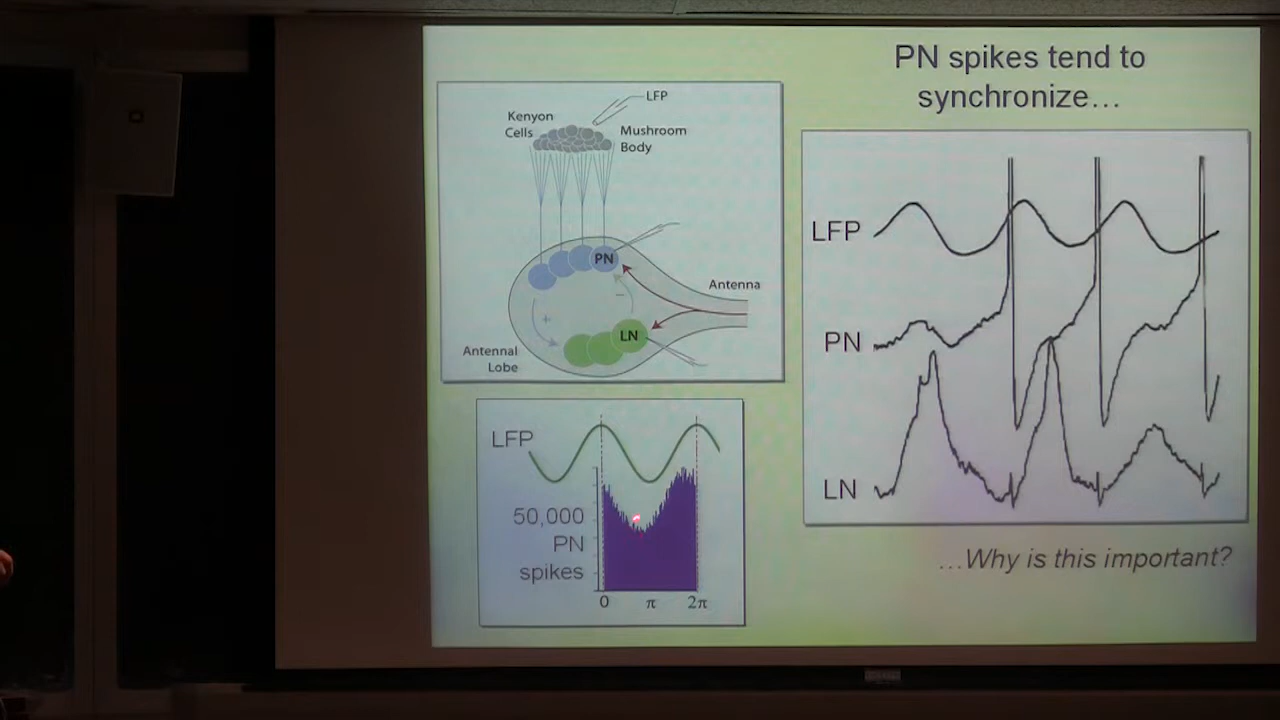 PN spikes tend to
synchronize…
LFP
Kenyon
Cells
Mushroom
Body
PN
Antenna
−
+
LN
Antennal
Lobe
LFP
50,000
PN
spikes
0
π
2π
LFP
PN
LN
…Why is this important?